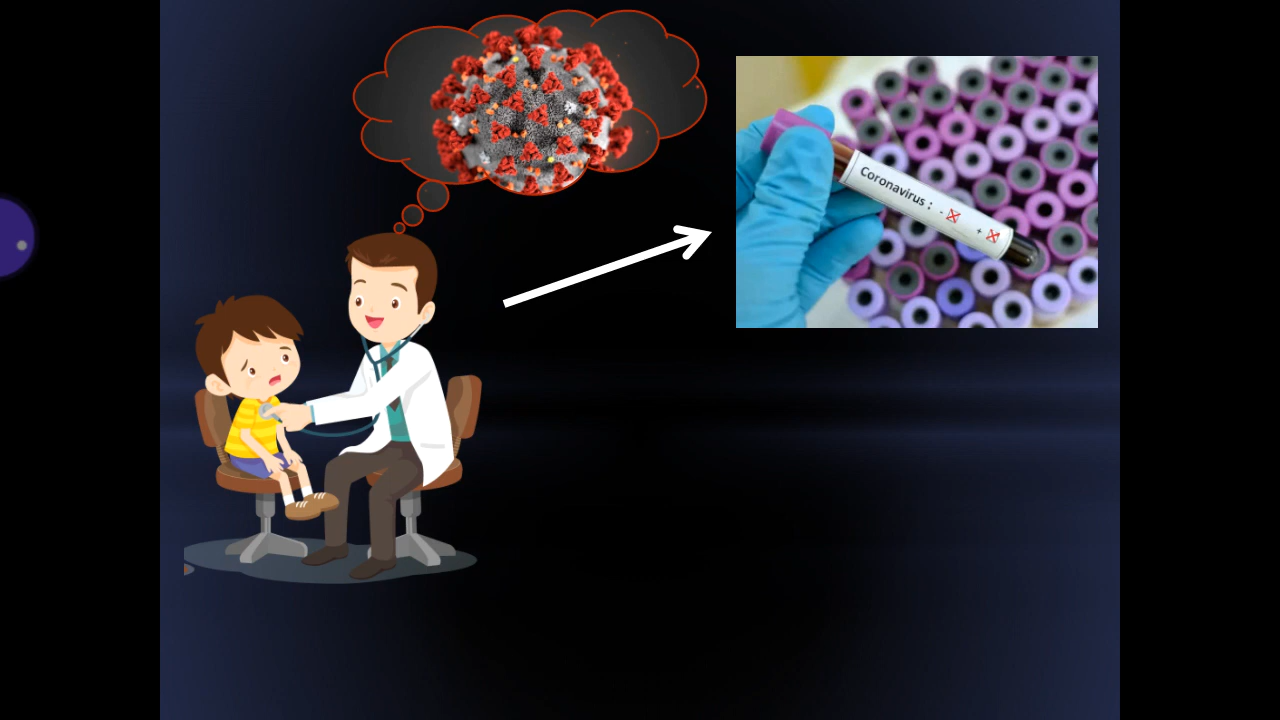 Coronavirus : - ☒ + ☒